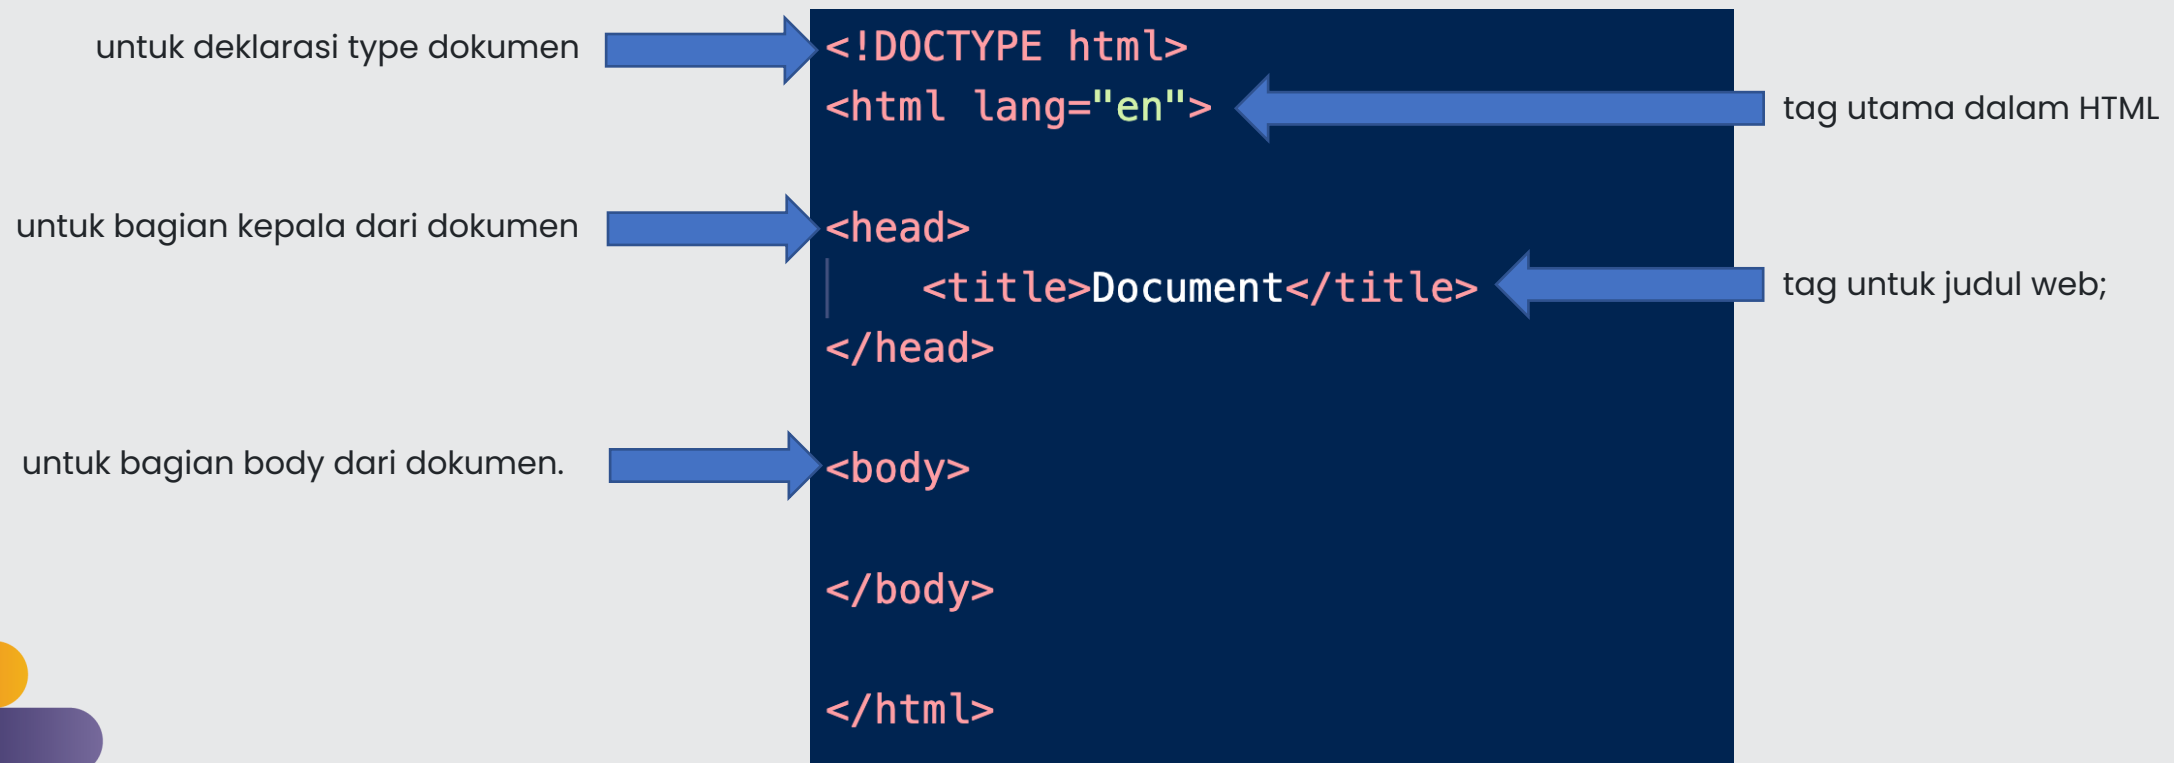 untuk deklarasi type dokumen
<!DOCTYPE html>
<html lang="en">
tag utama dalam HTML
untuk bagian kepala dari dokumen
<head>
<title>Document</title>
tag untuk judul web;
</head>
untuk bagian body dari dokumen.
<body>
</body>
</html>